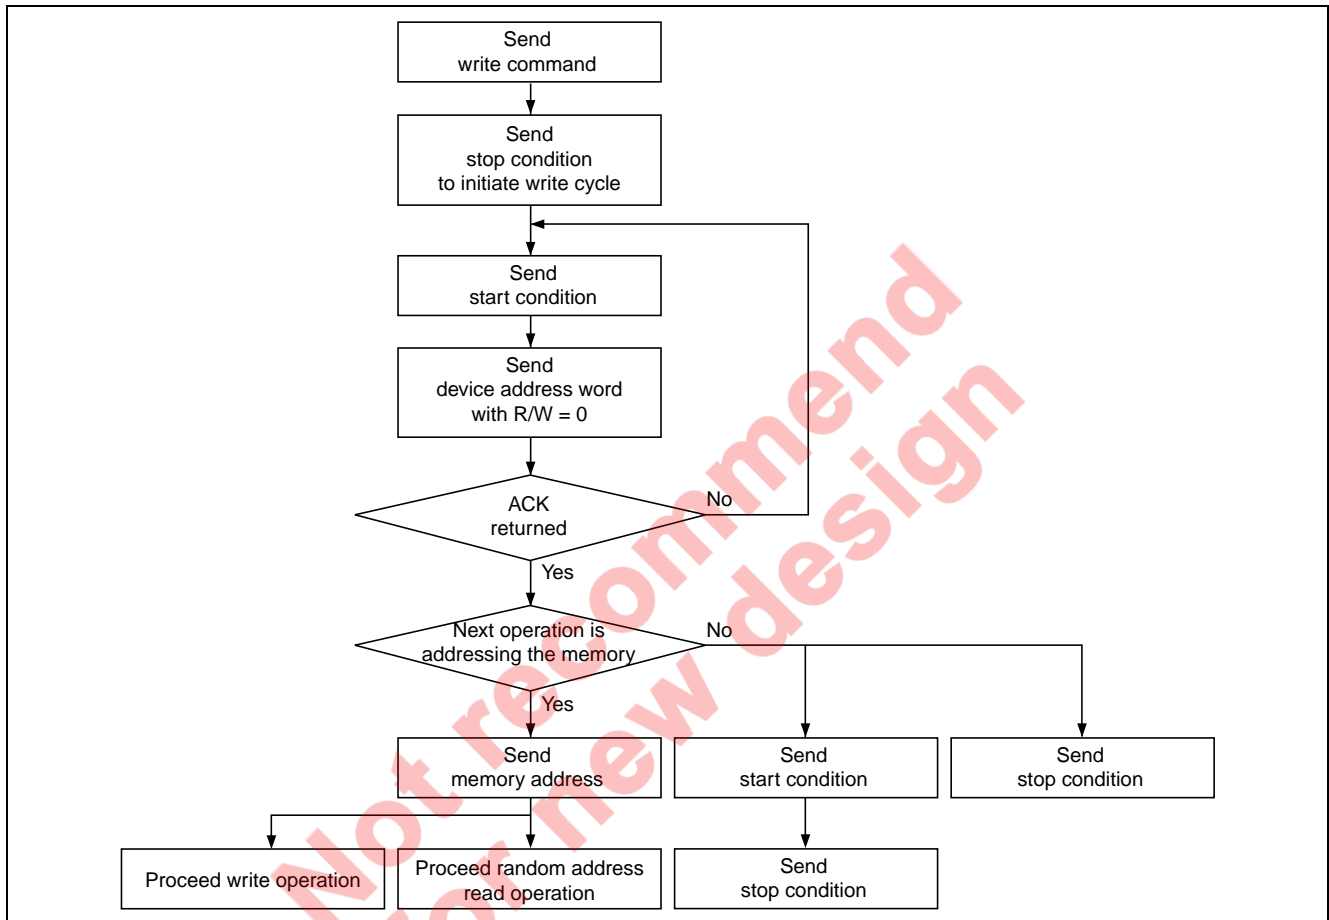 Send
write command
Send
stop condition
to initiate write cycle
Send
start condition
Send
device address word
with R/W = 0
ACK
returned
No
Yes
Next operation is
addressing the memory
No
Yes
Send
memory address
Send
start condition
Send
stop condition
Proceed write operation
Proceed random address
read operation
Send
stop condition
Not recommend
For new design